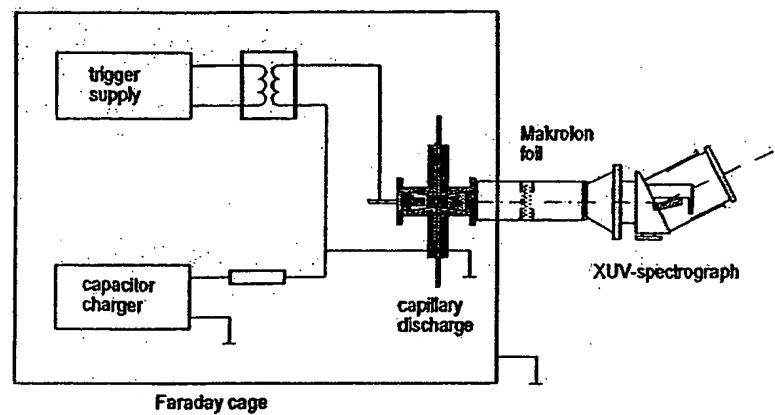 trigger
supply
Makrolon
foil
capacitor
charger
capillary
discharge
XUV-spectrograph
Faraday cage